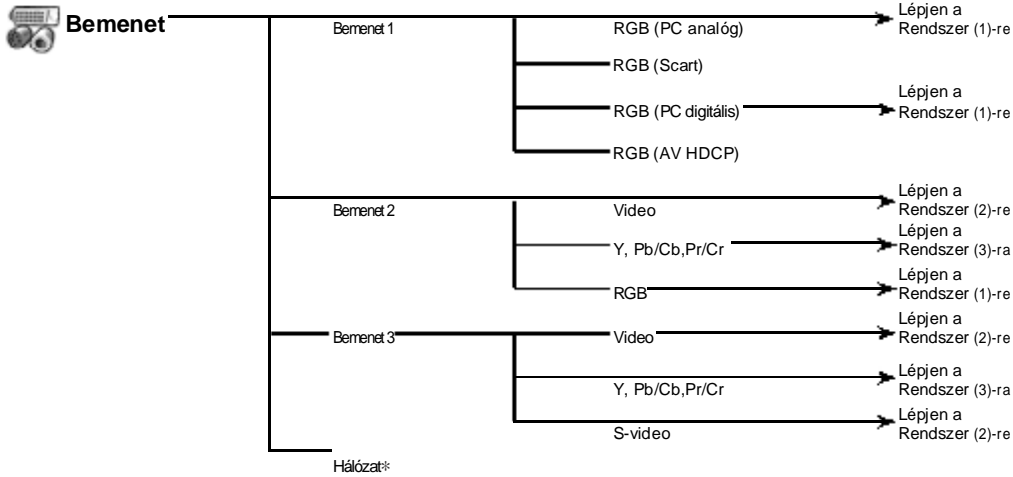 Bemenet
Bemenet 1
RGB (PC analóg)
Lépjen a
Rendszer (1)-re
RGB (Scart)
RGB (PC digitális)
Lépjen a
Rendszer (1)-re
RGB (AV HDCP)
Bemenet 2
Video
Lépjen a
Rendszer (2)-re
Y, Pb/Cb,Pr/Cr
Lépjen a
Rendszer (3)-ra
RGB
Lépjen a
Rendszer (1)-re
Bemenet 3
Video
Lépjen a
Rendszer (2)-re
Y, Pb/Cb,Pr/Cr
Lépjen a
Rendszer (3)-ra
S-video
Lépjen a
Rendszer (2)-re
Hálózat*